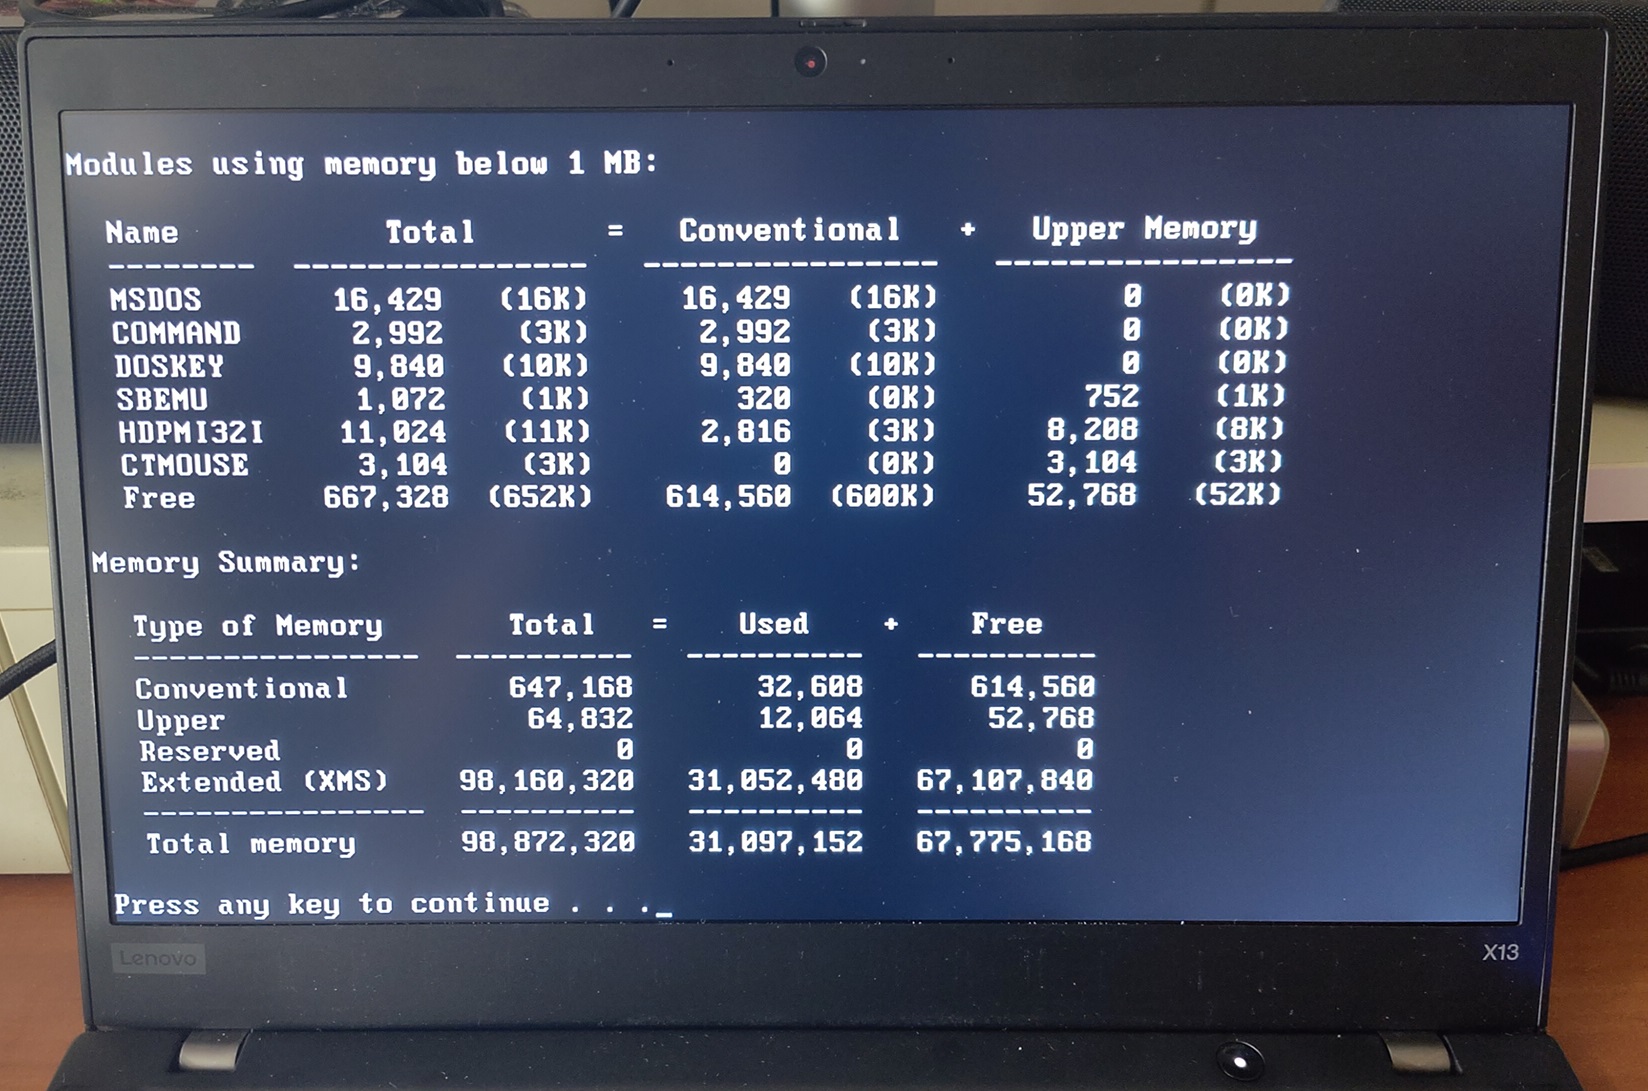 Modules using memory below 1 MB:
Name Total = Conventional + Upper Memory
-------- ---------------- ---------------- ----------------
MSDOS 16,429 (16K) 16,429 (16K) 0 (0K)
COMMAND 2,992 (3K) 2,992 (3K) 0 (0K)
DOSKEY 9,840 (10K) 9,840 (10K) 0 (0K)
SBEMU 1,072 (1K) 320 (0K) 752 (1K)
HDPMI32I 11,024 (11K) 2,816 (3K) 8,208 (8K)
CTMOUSE 3,104 (3K) 0 (0K) 3,104 (3K)
Free 667,328 (652K) 614,560 (600K) 52,768 (52K)
Memory Summary:
Type of Memory Total = Used + Free
---------------- ---------- ---------- ----------
Conventional 647,168 32,608 614,560
Upper 64,832 12,064 52,768
Reserved 0 0 0
Extended (XMS) 98,160,320 31,052,480 67,107,840
---------------- ---------- ---------- ----------
Total memory 98,872,320 31,097,152 67,775,168
Press any key to continue . . ._
Lenovo
X13